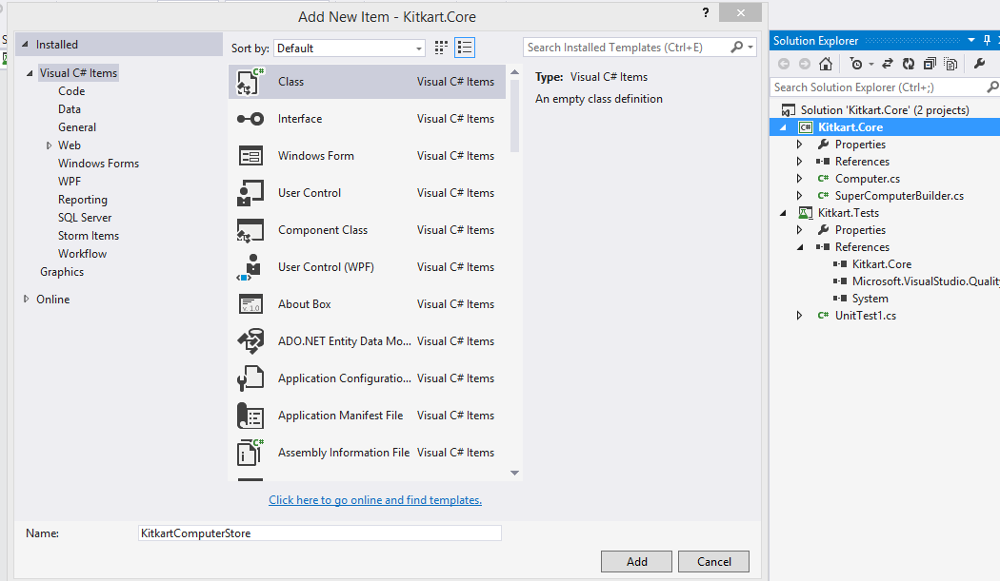 Add New Item - Kitkart.Core
?
Installed
Visual C# Items
Code
Data
General
Web
Windows Forms
WPF
Reporting
SQL Server
Storm Items
Workflow
Graphics
Online
Sort by: Default
Search Installed Templates (Ctrl+E)
Class Visual C# Items
Interface Visual C# Items
Windows Form Visual C# Items
User Control Visual C# Items
Component Class Visual C# Items
User Control (WPF) Visual C# Items
About Box Visual C# Items
ADO.NET Entity Data Mo... Visual C# Items
Application Configuratio... Visual C# Items
Application Manifest File Visual C# Items
Assembly Information File Visual C# Items
Type: Visual C# Items
An empty class definition
Click here to go online and find templates.
Name: KitkartComputerStore
Add Cancel
Solution Explorer
Search Solution Explorer (Ctrl+;)
Solution 'Kitkart.Core' (2 projects)
C# Kitkart.Core
Properties
References
C# Computer.cs
C# SuperComputerBuilder.cs
Kitkart.Tests
Properties
References
Kitkart.Core
Microsoft.VisualStudio.Quality
System
C# UnitTest1.cs